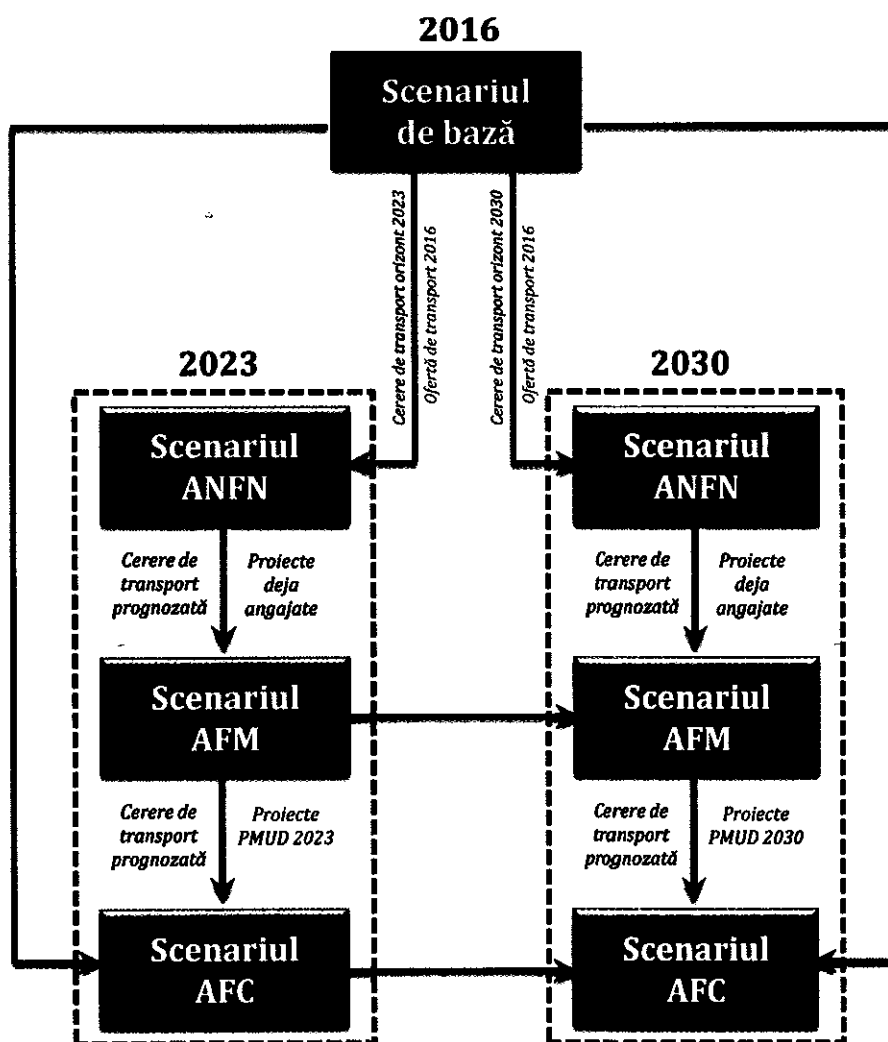 2016
Scenariul
de bază
Cerere de transport orizont 2023
Ofertă de transport 2016
Cerere de transport orizont 2030
Ofertă de transport 2016
2023
2030
Scenariul
ANFN
Scenariul
ANFN
Cerere de
transport
prognozată
Proiecte
deja
angajate
Cerere de
transport
prognozată
Proiecte
deja
angajate
Scenariul
AFM
Scenariul
AFM
Cerere de
transport
prognozată
Proiecte
PMUD 2023
Cerere de
transport
prognozată
Proiecte
PMUD 2030
Scenariul
AFC
Scenariul
AFC